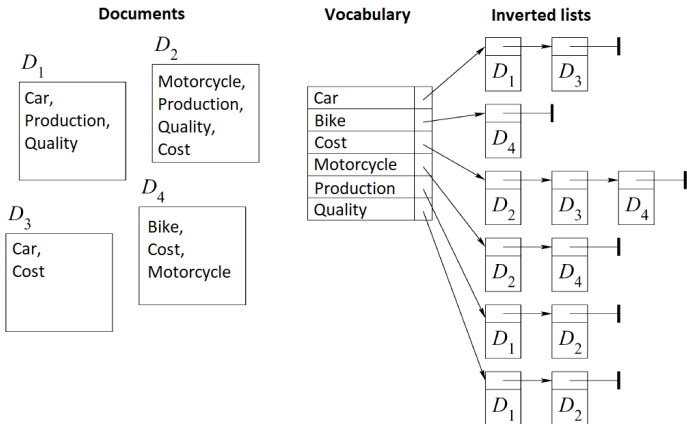 Documents
Vocabulary
Inverted lists
D1
Car,
Production,
Quality
D2
Motorcycle,
Production,
Quality,
Cost
D3
Car,
Cost
D4
Bike,
Cost,
Motorcycle
Car
Bike
Cost
Motorcycle
Production
Quality
D1 D3
D4
D2 D3 D4
D2 D4
D1 D2
D1 D2